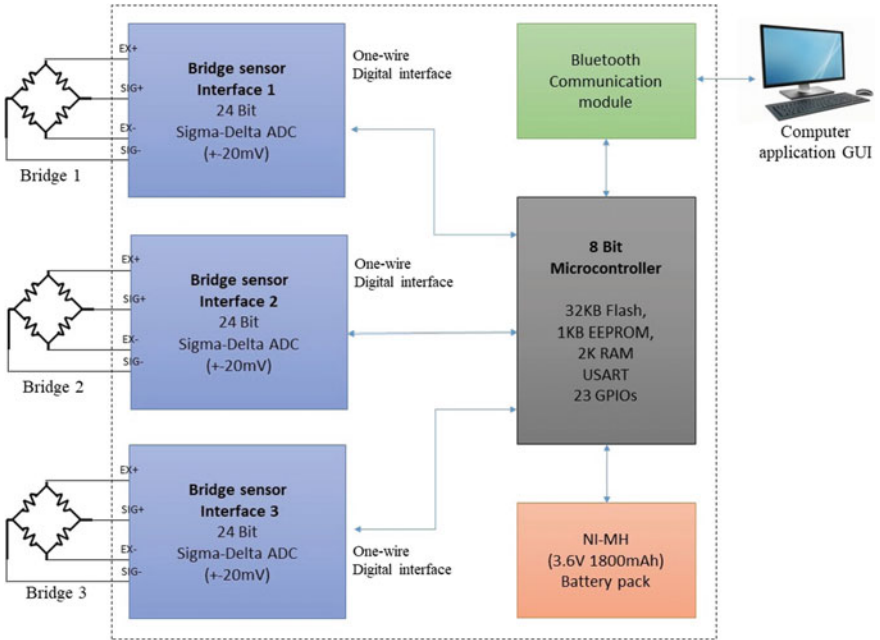 EX+
SIG+
EX-
SIG-
Bridge 1
Bridge sensor
Interface 1
24 Bit
Sigma-Delta ADC
(+-20mV)
One-wire
Digital interface
Bluetooth
Communication
module
Computer
application GUI
EX+
SIG+
EX-
SIG-
Bridge 2
Bridge sensor
Interface 2
24 Bit
Sigma-Delta ADC
(+-20mV)
One-wire
Digital interface
8 Bit
Microcontroller
32KB Flash,
1KB EEPROM,
2K RAM
USART
23 GPIOs
EX+
SIG+
EX-
SIG-
Bridge 3
Bridge sensor
Interface 3
24 Bit
Sigma-Delta ADC
(+-20mV)
One-wire
Digital interface
NI-MH
(3.6V 1800mAh)
Battery pack